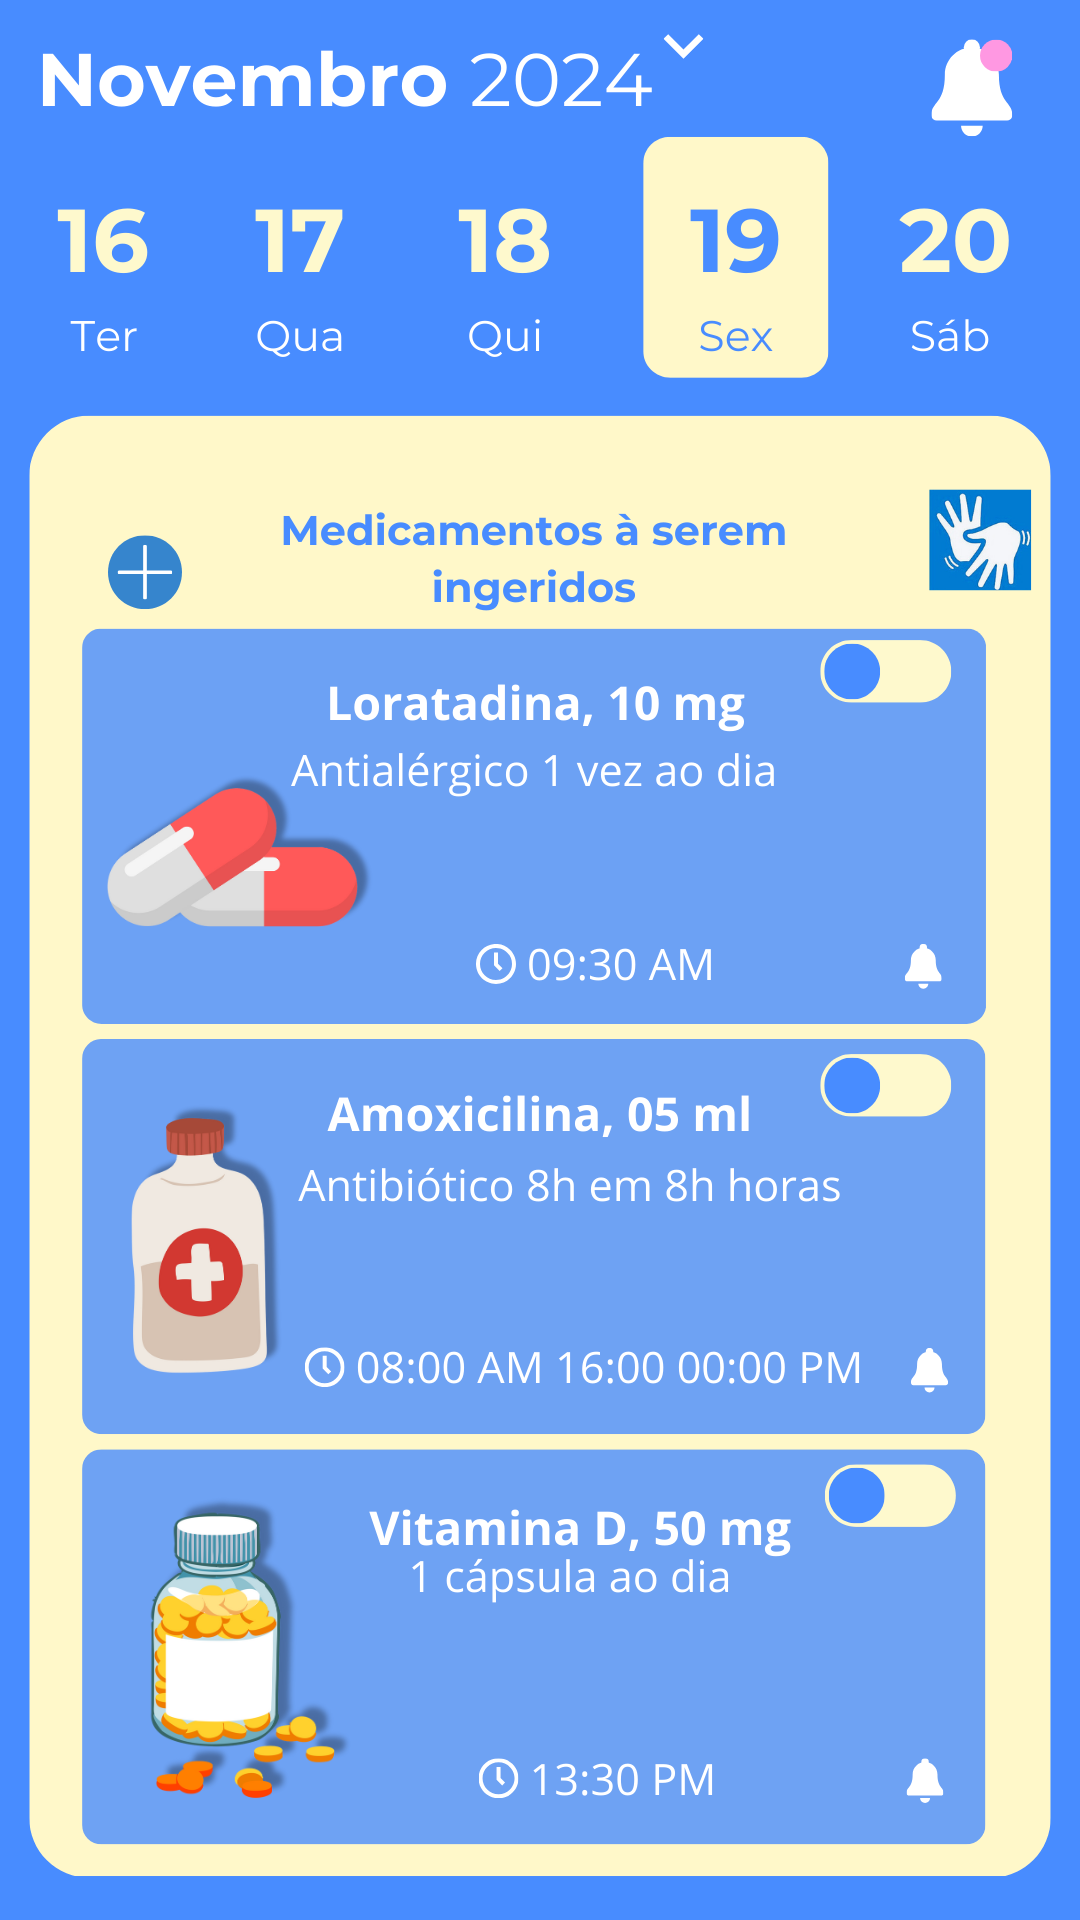 Novembro 2024
16 17 18 19 20
Ter Qua Qui Sex Sáb
Medicamentos à serem
ingeridos
Loratadina, 10 mg
Antialérgico 1 vez ao dia
09:30 AM
Amoxicilina, 05 ml
Antibiótico 8h em 8h horas
08:00 AM 16:00 00:00 PM
Vitamina D, 50 mg
1 cápsula ao dia
13:30 PM